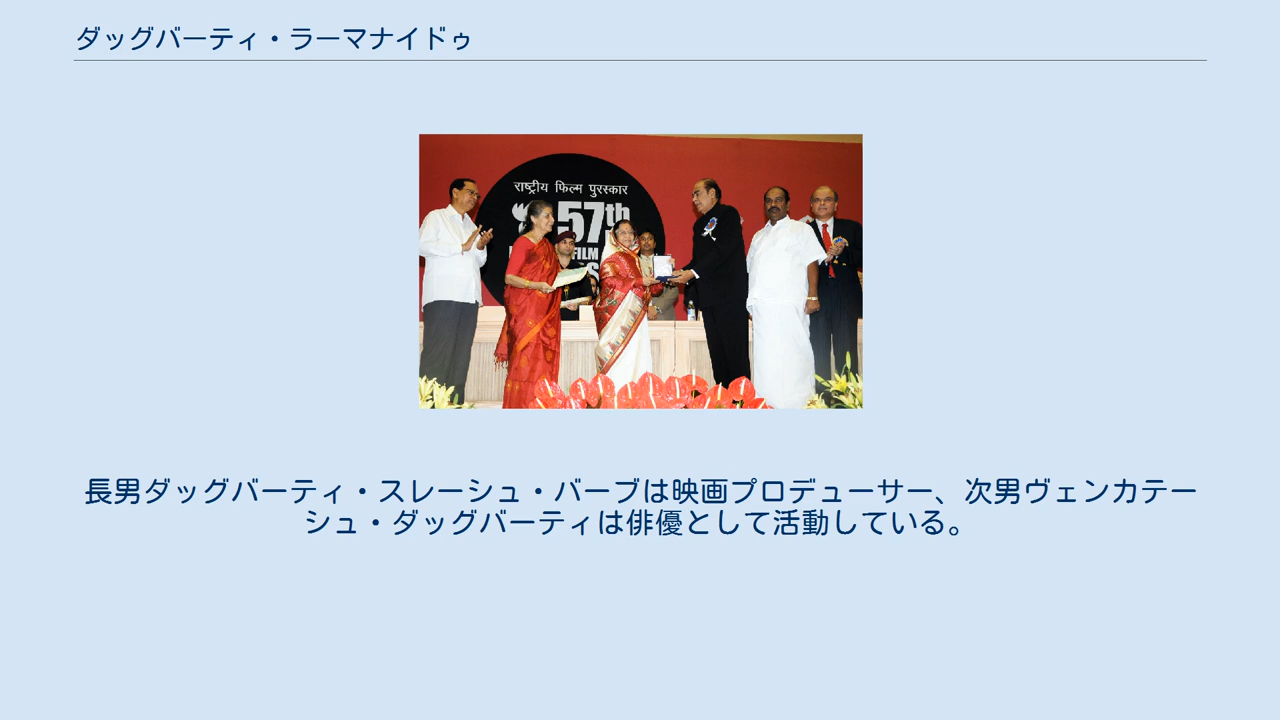 ダッグバーティ・ラーマナイドゥ
राष्ट्रीय फिल्म पुरस्कार
57th
FILM
長男ダッグバーティ・スレーシュ・バーブは映画プロデューサー、次男ヴェンカテー
シュ・ダッグバーティは俳優として活動している。